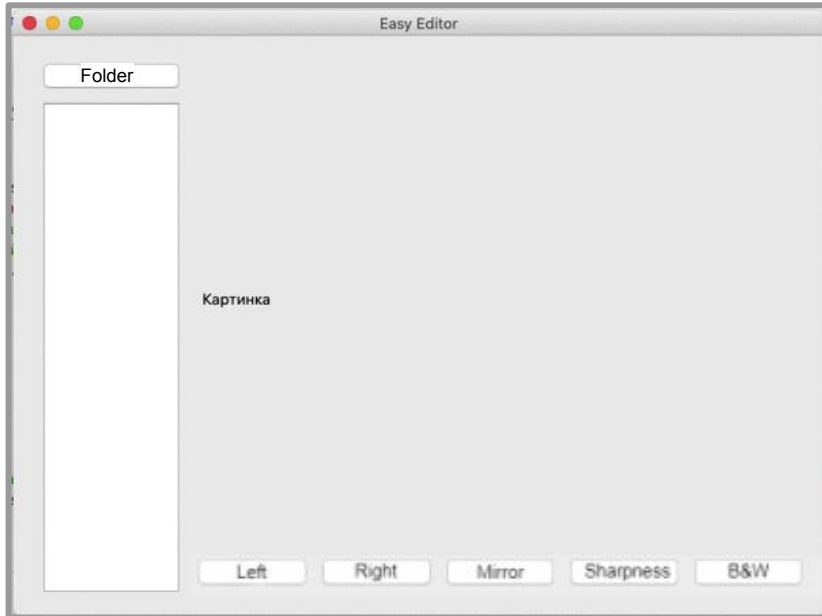 Easy Editor
Folder
Картинка
Left Right Mirror Sharpness B&W